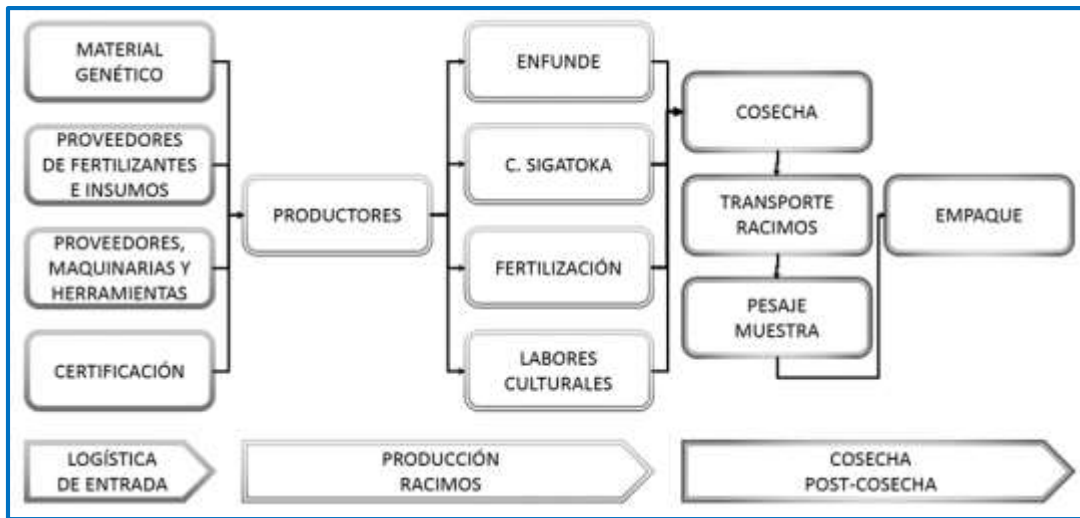 MATERIAL
GENÉTICO
PROVEEDORES
DE FERTILIZANTES
E INSUMOS
PROVEEDORES,
MAQUINARIAS Y
HERRAMIENTAS
CERTIFICACIÓN
PRODUCTORES
ENFUNDE
C. SIGATOKA
FERTILIZACIÓN
LABORES
CULTURALES
COSECHA
TRANSPORTE
RACIMOS
PESAJE
MUESTRA
EMPAQUE
LOGÍSTICA
DE ENTRADA
PRODUCCIÓN
RACIMOS
COSECHA
POST-COSECHA